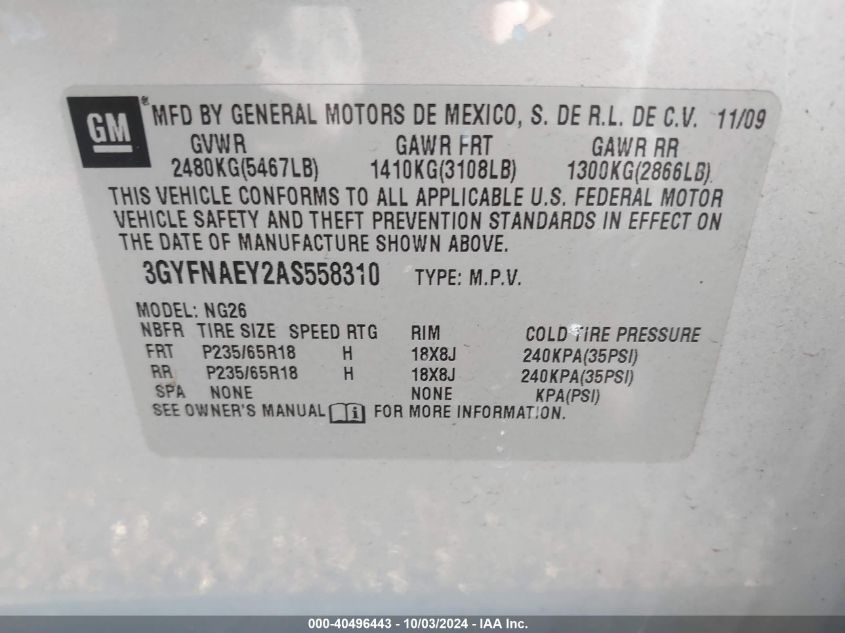 GM
® MFD BY GENERAL MOTORS DE MEXICO, S. DE R.L. DE C.V. 11/09
GVWR GAWR FRT GAWR RR
2480KG(5467LB) 1410KG(3108LB) 1300KG(2866LB)
THIS VEHICLE CONFORMS TO ALL APPLICABLE U.S. FEDERAL MOTOR
VEHICLE SAFETY AND THEFT PREVENTION STANDARDS IN EFFECT ON
THE DATE OF MANUFACTURE SHOWN ABOVE.
3GYFNAEY2AS558310 TYPE: M.P.V.
MODEL: NG26
NBFR TIRE SIZE SPEED RTG RIM COLD TIRE PRESSURE
FRT P235/65R18 H 18X8J 240KPA(35PSI)
RR P235/65R18 H 18X8J 240KPA(35PSI)
SPA NONE NONE KPA(PSI)
SEE OWNER'S MANUAL i FOR MORE INFORMATION.
000-40496443 - 10/03/2024 - IAA Inc.